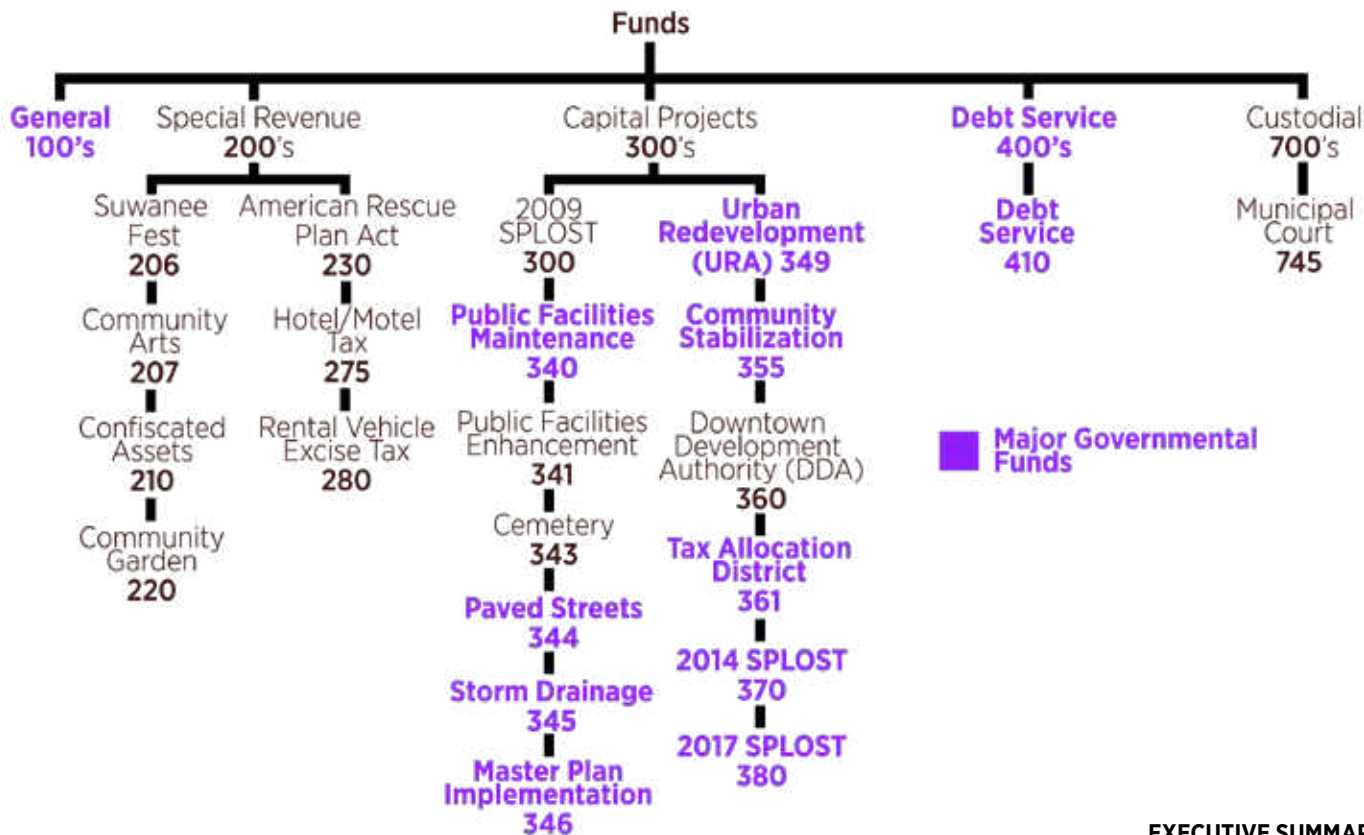 Funds
General
100's
Special Revenue
200's
Capital Projects
300's
Debt Service
400's
Custodial
700's
Suwanee
Fest
206
Community
Arts
207
Confiscated
Assets
210
Community
Garden
220
American Rescue
Plan Act
230
Hotel/Motel
Tax
275
Rental Vehicle
Excise Tax
280
2009
SPLOST
300
Public Facilities
Maintenance
340
Public Facilities
Enhancement
341
Cemetery
343
Paved Streets
344
Storm Drainage
345
Master Plan
Implementation
346
Urban
Redevelopment
(URA) 349
Community
Stabilization
355
Downtown
Development
Authority (DDA)
360
Tax Allocation
District
361
2014 SPLOST
370
2017 SPLOST
380
Debt
Service
410
Municipal
Court
745
Major Governmental
Funds
EXECUTIVE SUMMAR